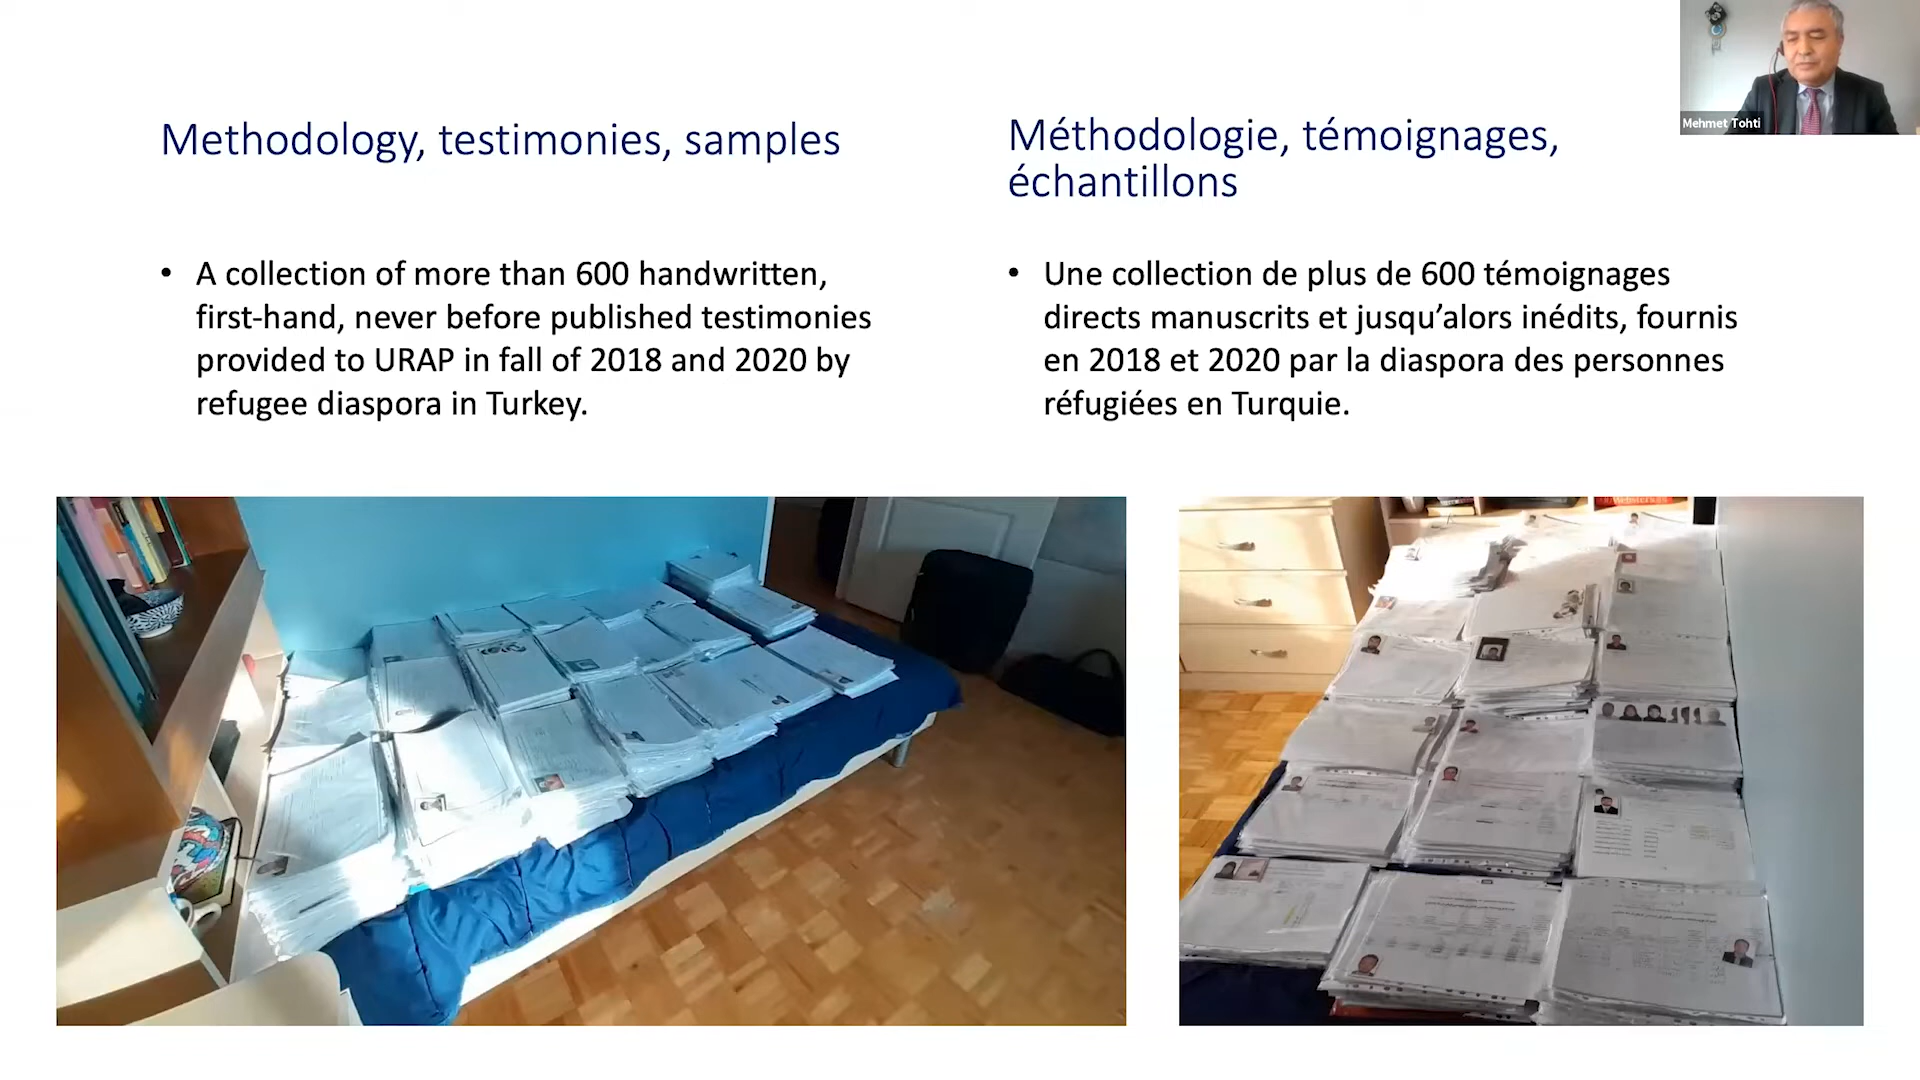 Methodology, testimonies, samples
• A collection of more than 600 handwritten,
first-hand, never before published testimonies
provided to URAP in fall of 2018 and 2020 by
refugee diaspora in Turkey.
Méthodologie, témoignages,
échantillons
• Une collection de plus de 600 témoignages
directs manuscrits et jusqu’alors inédits, fournis
en 2018 et 2020 par la diaspora des personnes
réfugiées en Turquie.
Mehmet Tohti